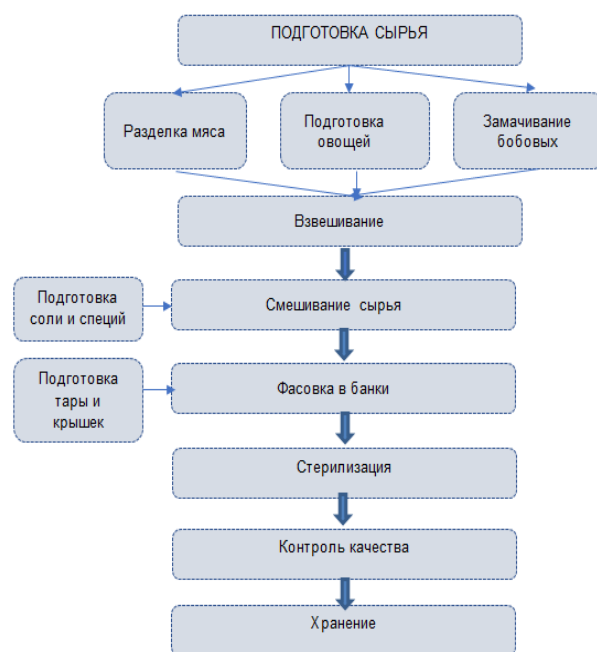 ПОДГОТОВКА СЫРЬЯ
Разделка мяса
Подготовка
овощей
Замачивание
бобовых
Взвешивание
Подготовка
соли и специй
Смешивание сырья
Подготовка
тары и
крышек
Фасовка в банки
Стерилизация
Контроль качества
Хранение